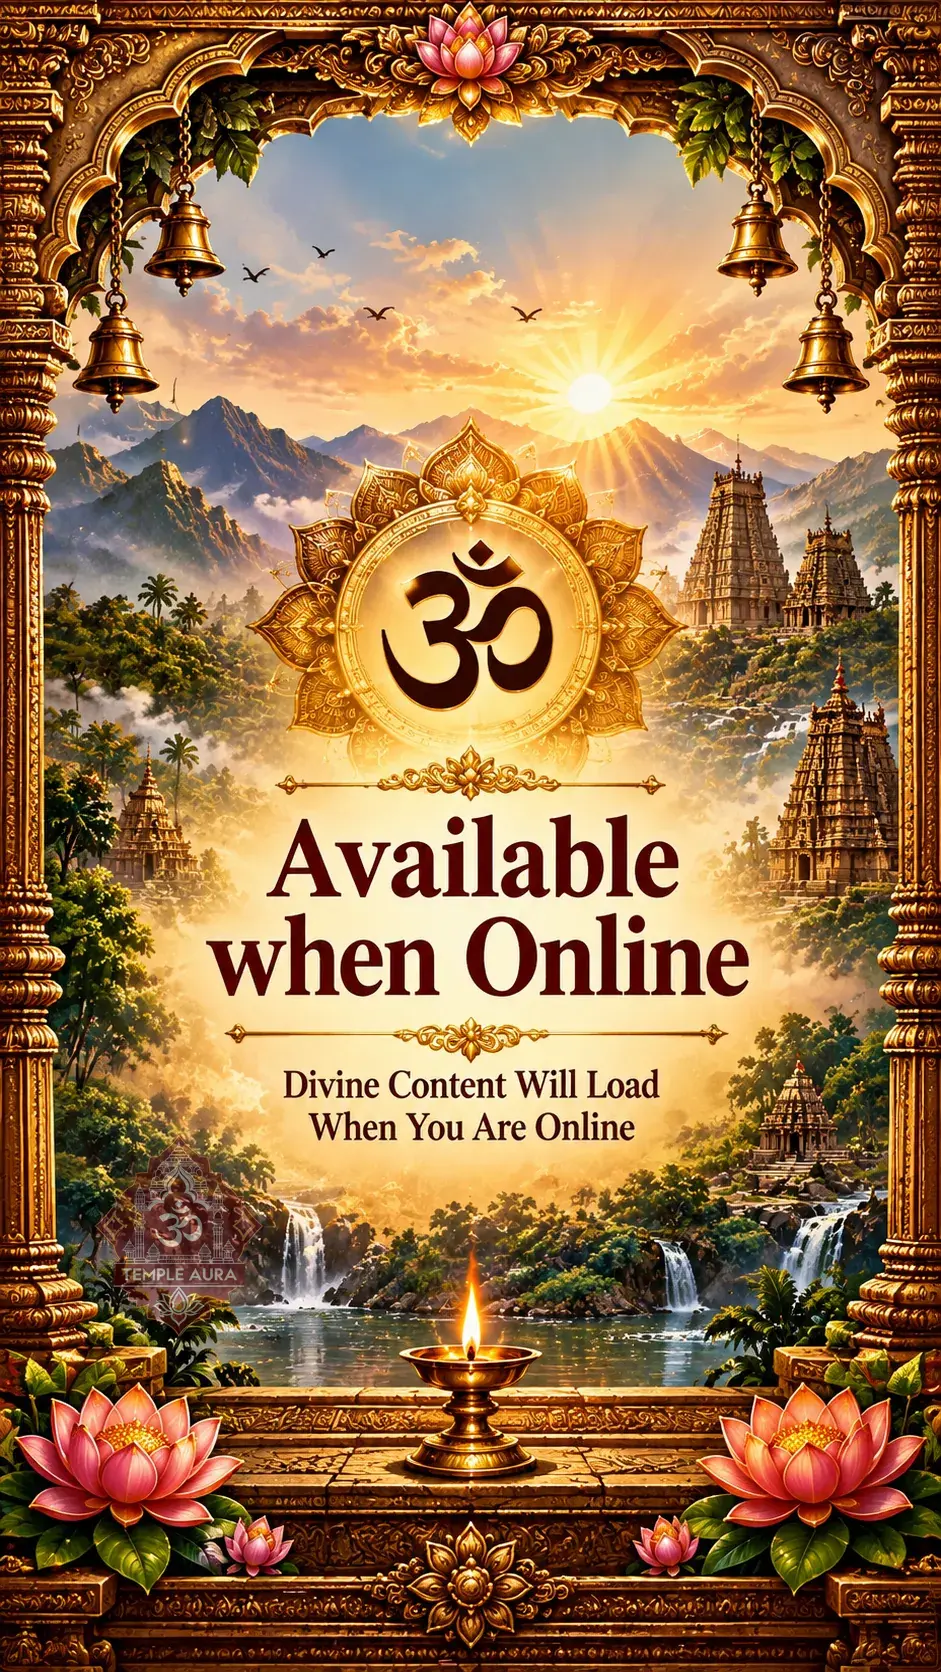 ॐ
Available
when Online
Divine Content Will Load
When You Are Online
ॐ
TEMPLE AURA